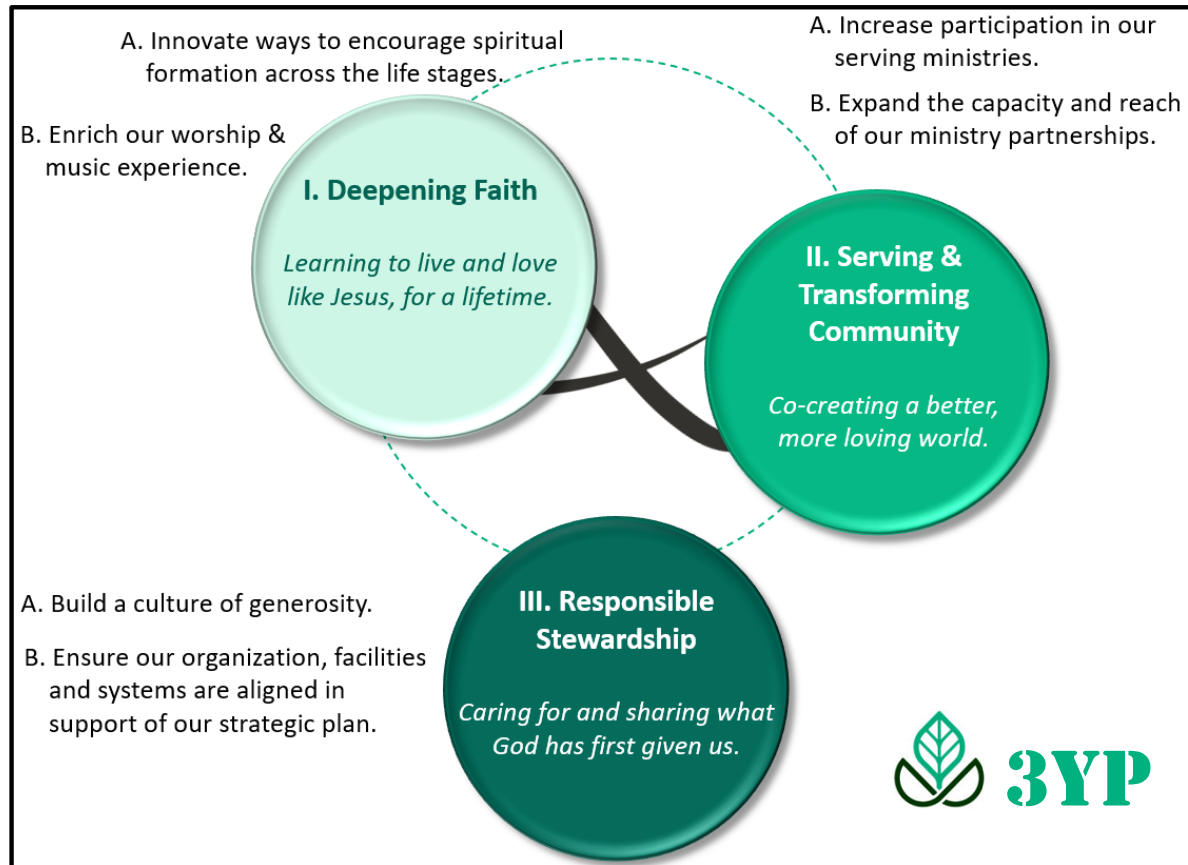 A. Innovate ways to encourage spiritual
formation across the life stages.
B. Enrich our worship &
music experience.
I. Deepening Faith
Learning to live and love
like Jesus, for a lifetime.
A. Increase participation in our
serving ministries.
B. Expand the capacity and reach
of our ministry partnerships.
II. Serving &
Transforming
Community
Co-creating a better,
more loving world.
A. Build a culture of generosity.
B. Ensure our organization, facilities
and systems are aligned in
support of our strategic plan.
III. Responsible
Stewardship
Caring for and sharing what
God has first given us.
3YP